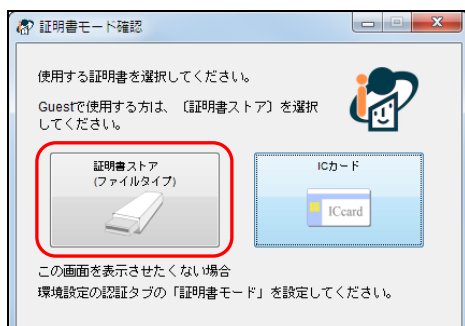 証明書モード確認
使用する証明書を選択してください。
Guestで使用する方は、〔証明書ストア〕を選択
してください。
証明書ストア
(ファイルタイプ)
ICカード
ICcard
この画面を表示させたくない場合
環境設定の認証タブの「証明書モード」を設定してください。